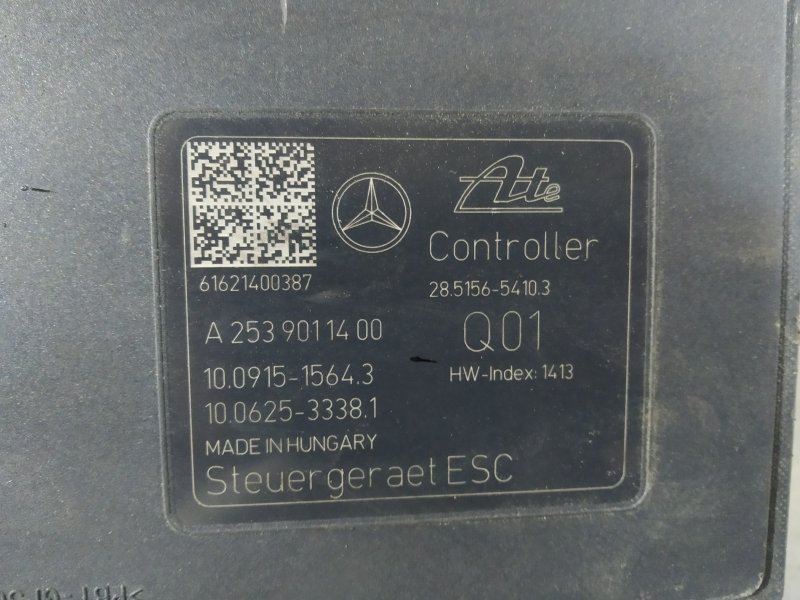 Ate
Controller
61621400387
28.5156-5410.3
A 253 901 14 00
Q01
10.0915-1564.3
HW-Index: 1413
10.0625-3338.1
MADE IN HUNGARY
Steuergeraet ESC